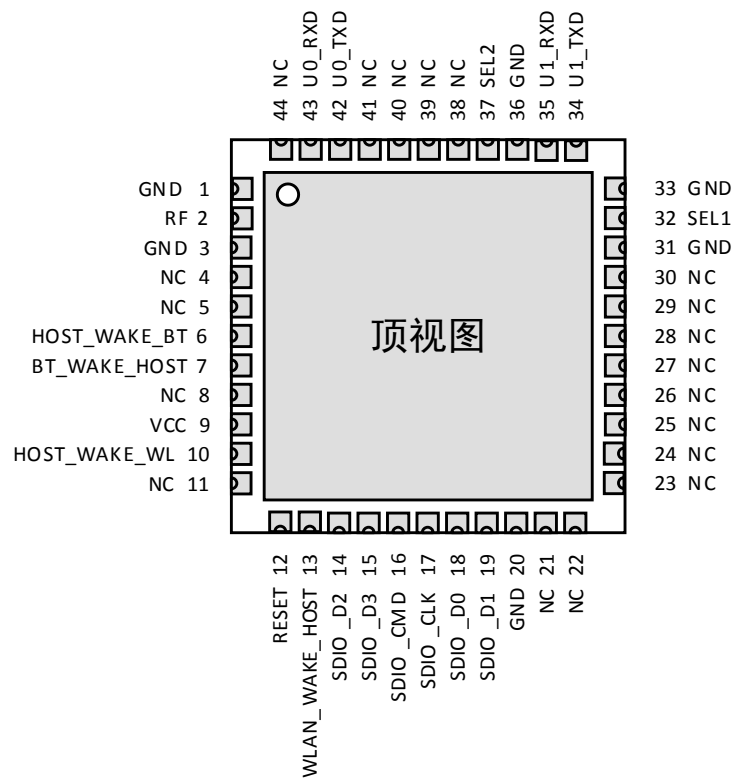 44 NC
43 U0_RXD
42 U0_TXD
41 NC
40 NC
39 NC
38 NC
37 SEL2
36 GND
35 U1_RXD
34 U1_TXD
GND 1
RF 2
GND 3
NC 4
NC 5
HOST_WAKE_BT 6
BT_WAKE_HOST 7
NC 8
VCC 9
HOST_WAKE_WL 10
NC 11
顶视图
33 GND
32 SEL1
31 GND
30 NC
29 NC
28 NC
27 NC
26 NC
25 NC
24 NC
23 NC
RESET 12
WLAN_WAKE_HOST 13
SDIO_D2 14
SDIO_D3 15
SDIO_CMD 16
SDIO_CLK 17
SDIO_D0 18
SDIO_D1 19
GND 20
NC 21
NC 22